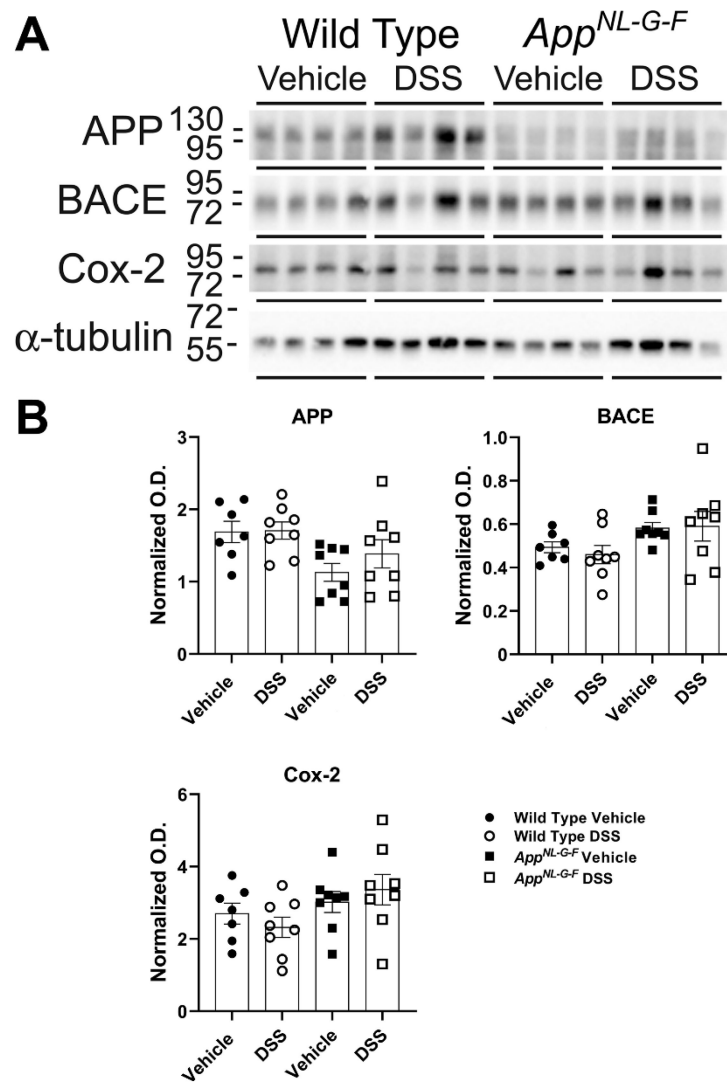 A
Wild Type App^NL-G-F
Vehicle DSS Vehicle DSS
APP 130 - 95 -
BACE 95 - 72 -
Cox-2 95 - 72 -
α-tubulin 72 - 55 -
B
APP
Normalized O.D.
3
2
1
0
Vehicle DSS Vehicle DSS
BACE
Normalized O.D.
1.0
0.8
0.6
0.4
0.2
0.0
Vehicle DSS Vehicle DSS
Cox-2
Normalized O.D.
6
4
2
0
Vehicle DSS Vehicle DSS
Wild Type Vehicle
Wild Type DSS
App^NL-G-F Vehicle
App^NL-G-F DSS